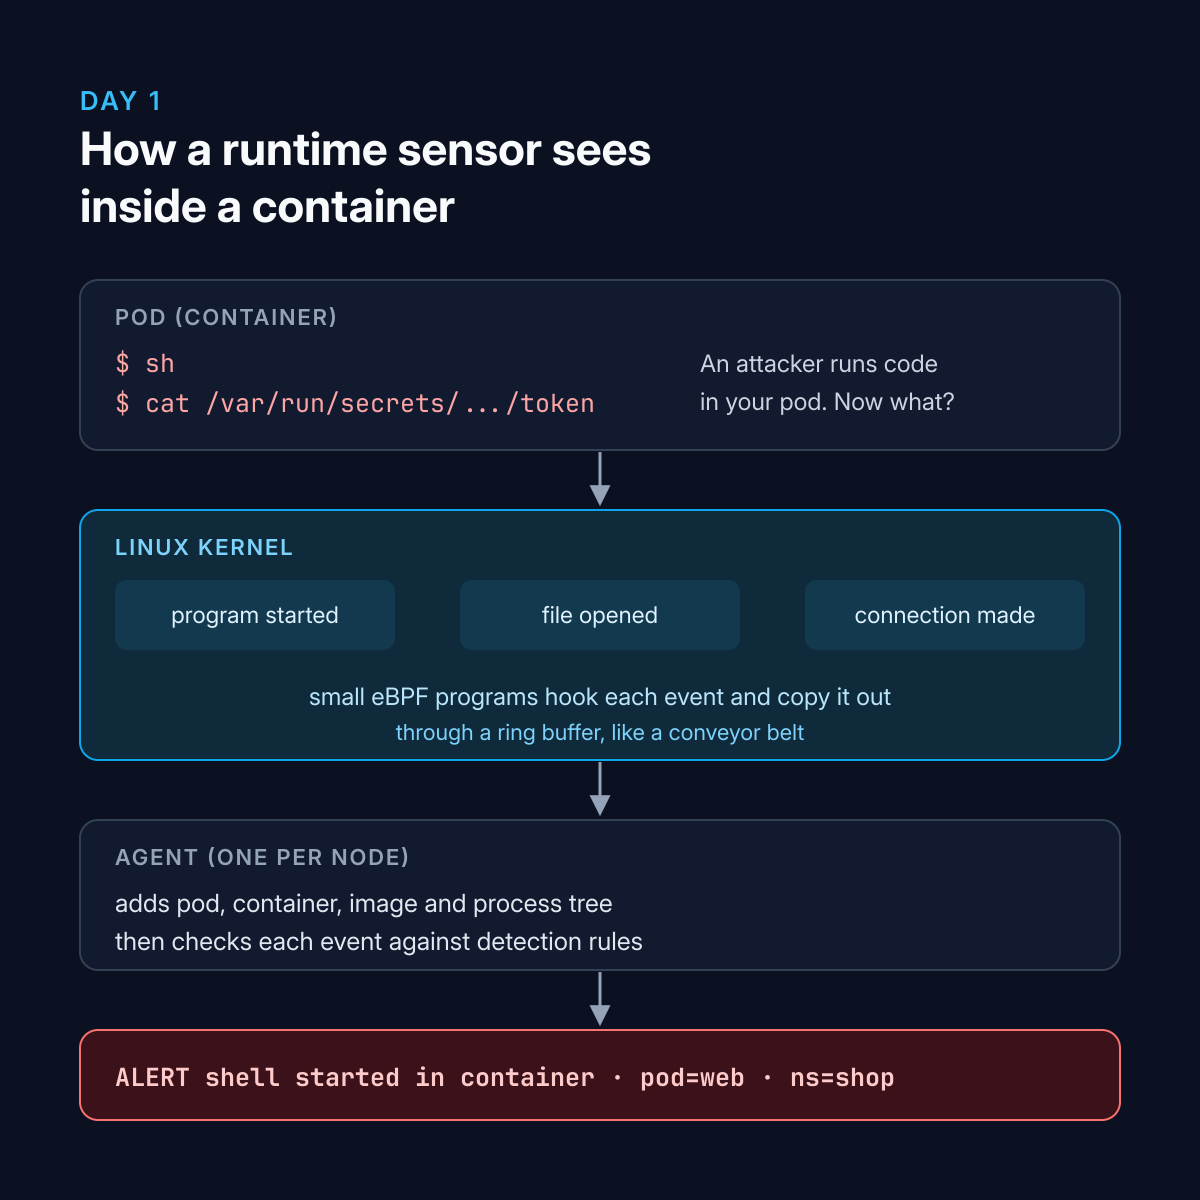 DAY 1
How a runtime sensor sees
inside a container
POD (CONTAINER)
$ sh
$ cat /var/run/secrets/.../token
An attacker runs code
in your pod. Now what?
LINUX KERNEL
program started
file opened
connection made
small eBPF programs hook each event and copy it out
through a ring buffer, like a conveyor belt
AGENT (ONE PER NODE)
adds pod, container, image and process tree
then checks each event against detection rules
ALERT shell started in container · pod=web · ns=shop